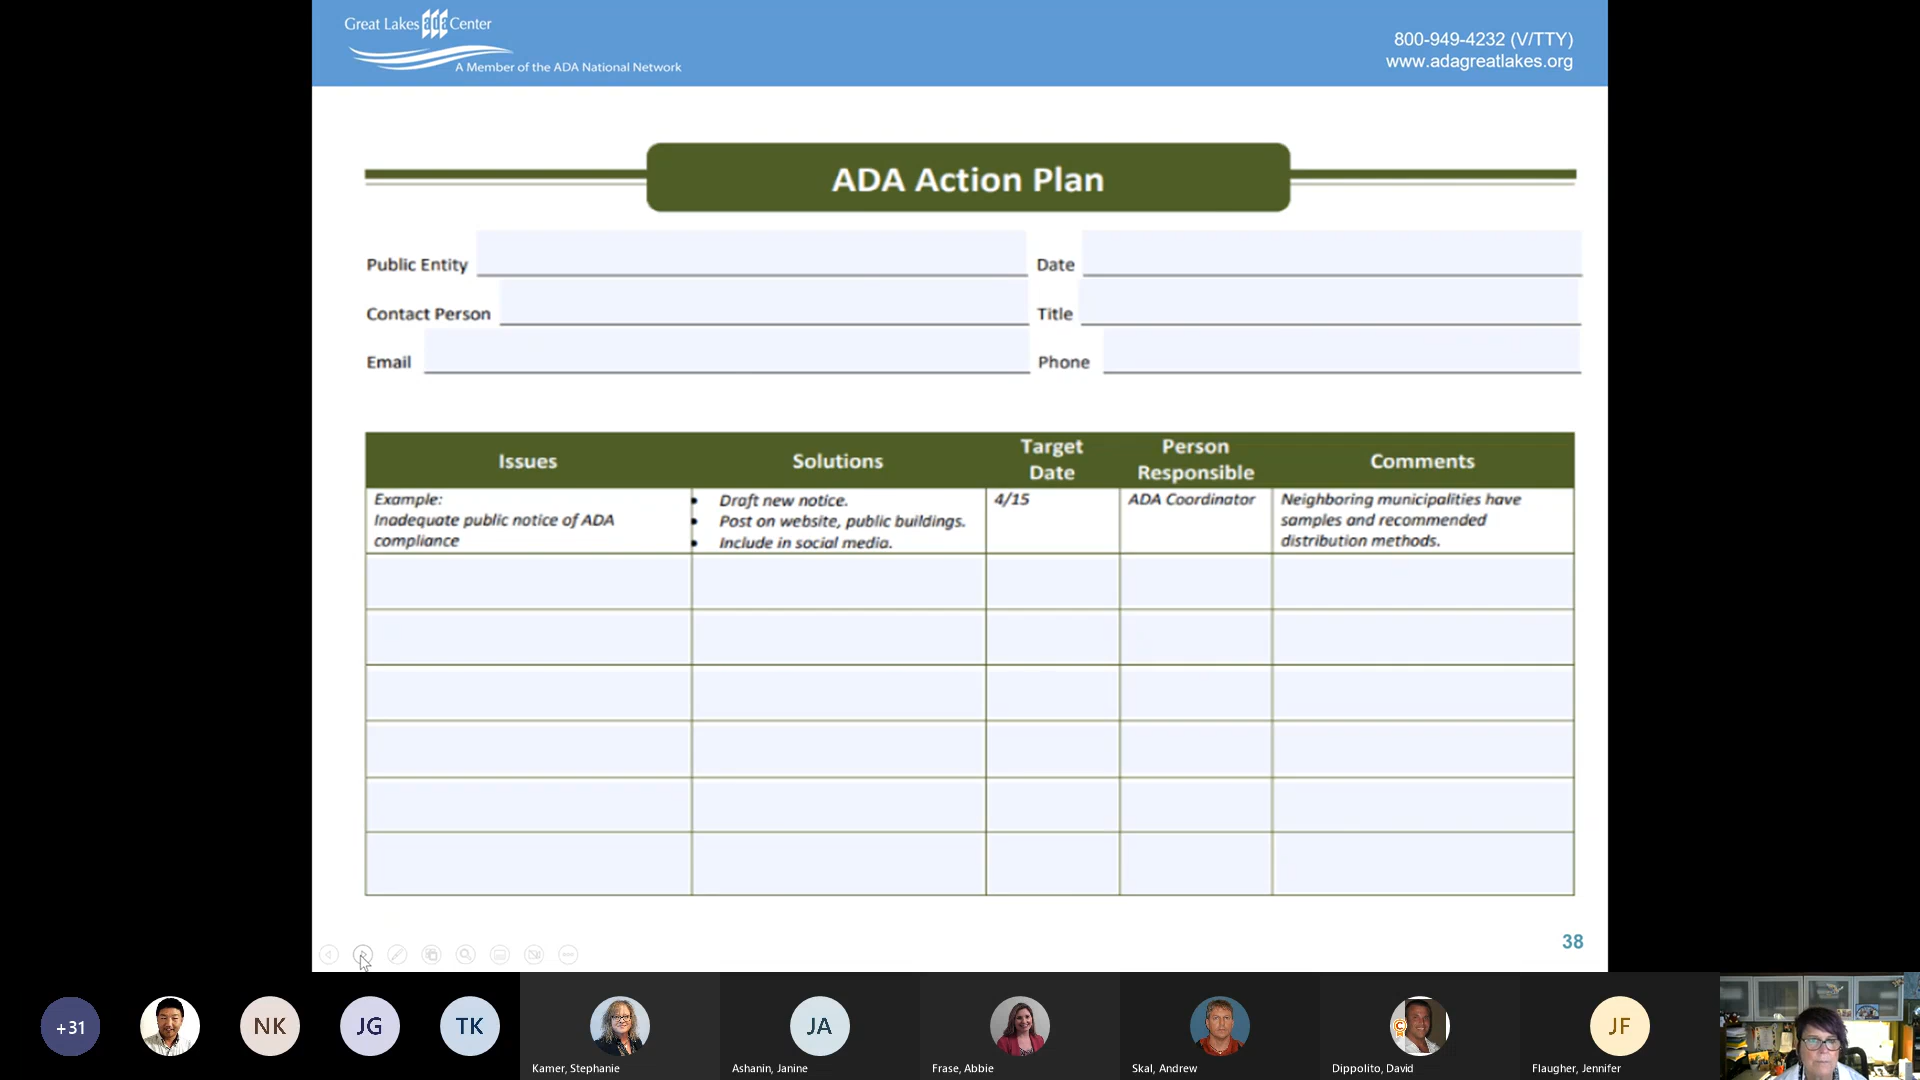 Great Lakes ada Center
A Member of the ADA National Network
800-949-4232 (V/TTY)
www.adagreatlakes.org
ADA Action Plan
Public Entity
Date
Contact Person
Title
Email
Phone
Issues
Solutions
Target
Date
Person
Responsible
Comments
Example:
Inadequate public notice of ADA
compliance
• Draft new notice.
• Post on website, public buildings.
• Include in social media.
4/15
ADA Coordinator
Neighboring municipalities have
samples and recommended
distribution methods.
38
+31
NK
JG
TK
Kamer, Stephanie
JA
Ashanin, Janine
Frase, Abbie
Skal, Andrew
Dippolito, David
JF
Flaugher, Jennifer